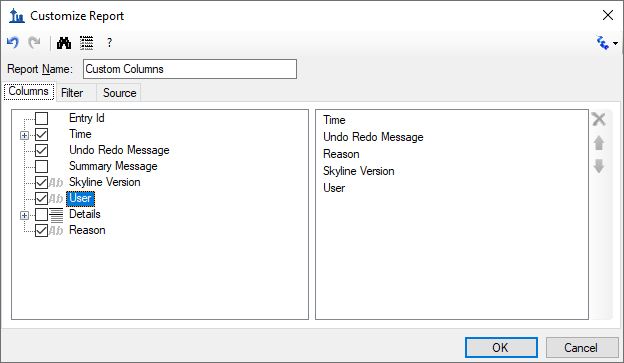 Customize Report
?
Report Name: Custom Columns
Columns Filter Source
Entry Id
Time
Undo Redo Message
Summary Message
Ab Skyline Version
Ab User
Details
Ab Reason
Time
Undo Redo Message
Reason
Skyline Version
User
OK Cancel